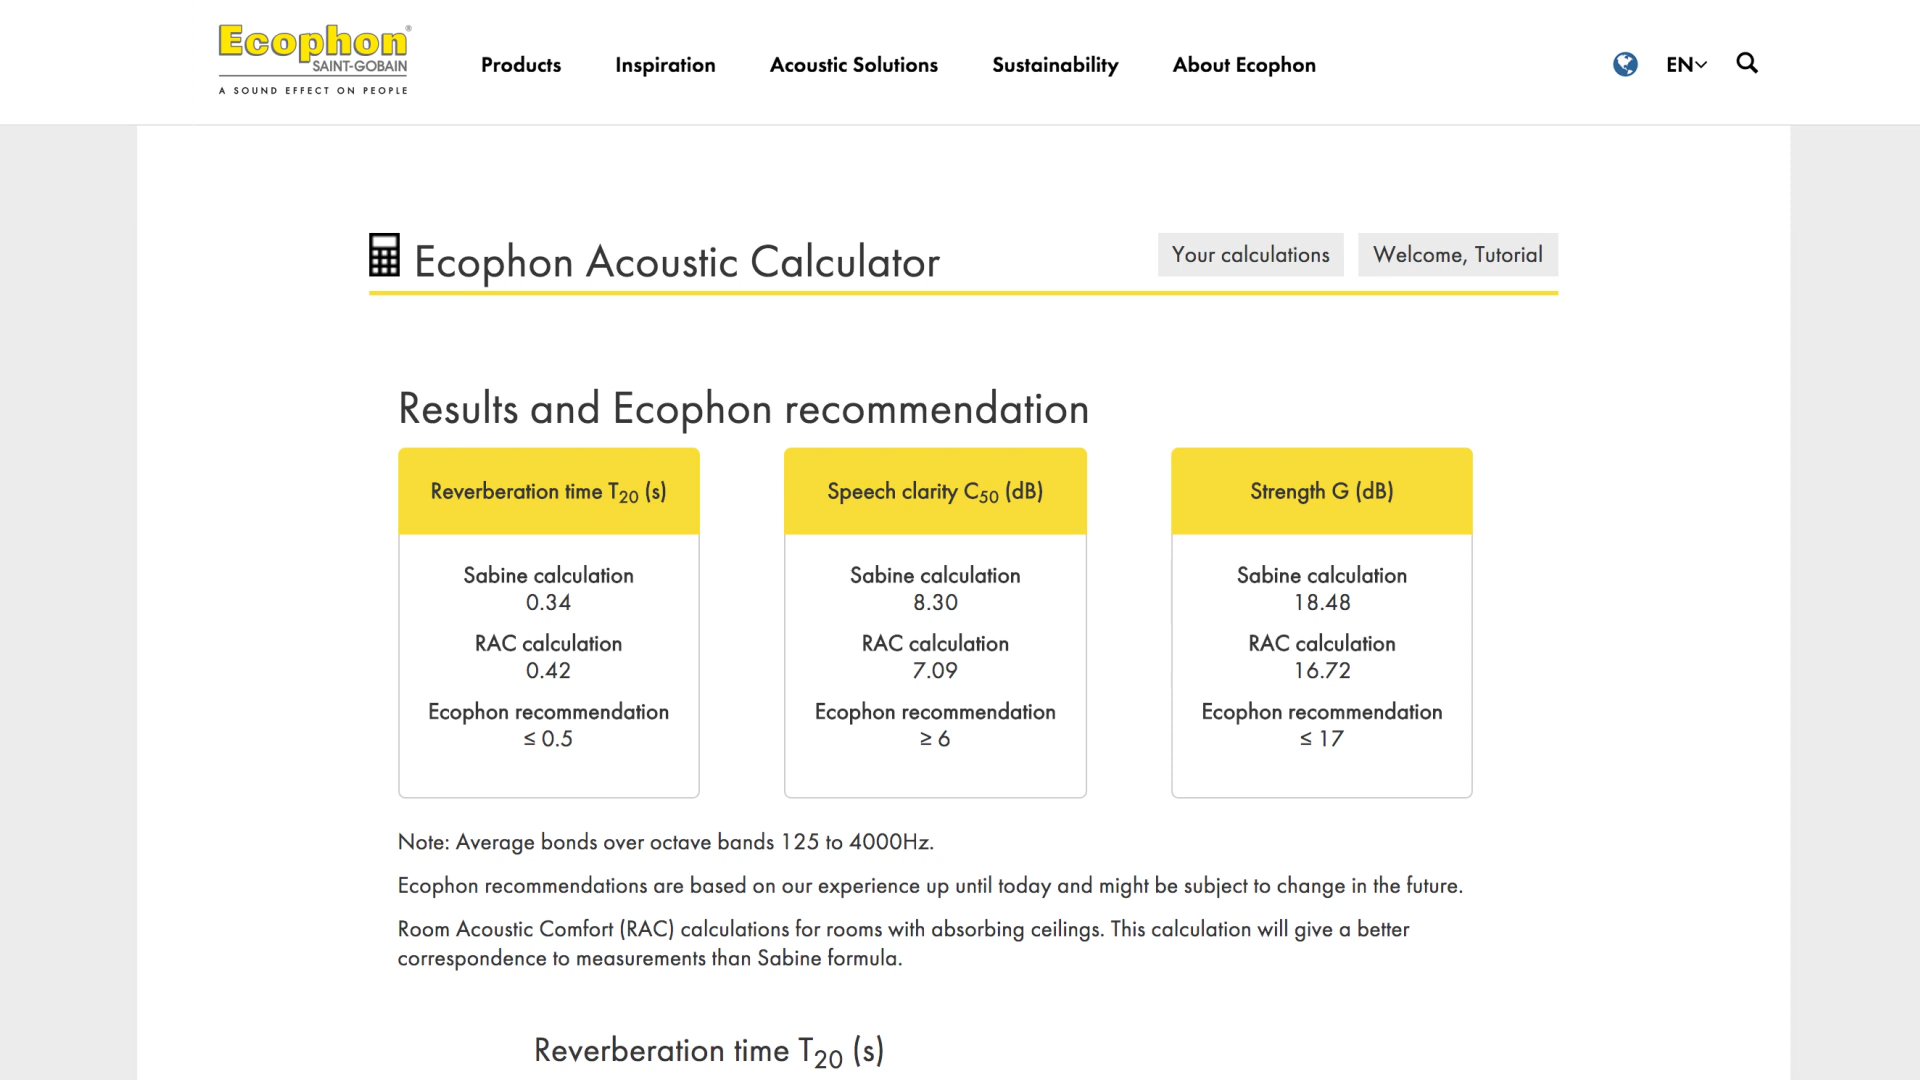 Ecophon®
SAINT-GOBAIN
A SOUND EFFECT ON PEOPLE
Products
Inspiration
Acoustic Solutions
Sustainability
About Ecophon
EN
Ecophon Acoustic Calculator
Your calculations
Welcome, Tutorial
Results and Ecophon recommendation
Reverberation time T20 (s)
Sabine calculation
0.34
RAC calculation
0.42
Ecophon recommendation
≤ 0.5
Speech clarity C50 (dB)
Sabine calculation
8.30
RAC calculation
7.09
Ecophon recommendation
≥ 6
Strength G (dB)
Sabine calculation
18.48
RAC calculation
16.72
Ecophon recommendation
≤ 17
Note: Average bonds over octave bands 125 to 4000Hz.
Ecophon recommendations are based on our experience up until today and might be subject to change in the future.
Room Acoustic Comfort (RAC) calculations for rooms with absorbing ceilings. This calculation will give a better
correspondence to measurements than Sabine formula.
Reverberation time T20 (s)